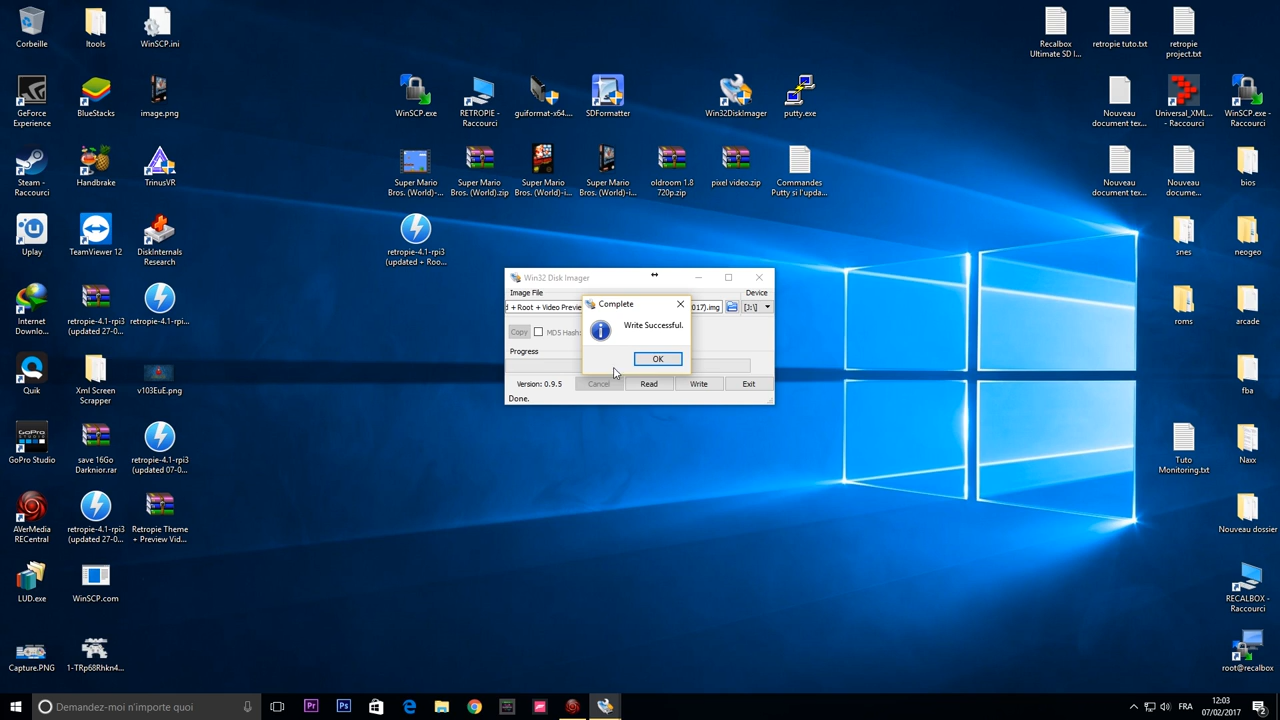 Corbeille
Itools
WinSCP.ini
Recalbox
Ultimate SD I...
retropie tuto.txt
retropie
project.txt
GeForce
Experience
BlueStacks
image.png
WinSCP.exe
RETROPIE -
Raccourci
guiformat-x64....
SDFormatter
Win32DiskImager
putty.exe
Nouveau
document tex...
Universal_XML...
- Raccourci
WinSCP.exe -
Raccourci
Steam -
Raccourci
Handbrake
TrinusVR
Super Mario
Bros. (World)-...
Super Mario
Bros. (World).zip
Super Mario
Bros. (World)-i...
Super Mario
Bros. (World)-i...
oldroom 1.8
720p.zip
pixel video.zip
Commandes
Putty si l'upda...
Nouveau
document tex...
Nouveau
docume...
bios
Uplay
TeamViewer 12
DiskInternals
Research
retropie-4.1-rpi3
(updated + Roo...
snes
neogeo
Win32 Disk Imager
Image File
Device
d + Root + Video Previe
017).img
[J:\]
Complete
Write Successful.
OK
Copy
MD5 Hash:
Progress
Version: 0.9.5
Cancel
Read
Write
Exit
Done.
Internet
Downlo...
retropie-4.1-rpi3
(updated 27-0...
retropie-4.1-rpi...
roms
arcade
Quik
Xml Screen
Scrapper
v103EuE.png
fba
GoPro Studio
save 16Go
Darknior.rar
retropie-4.1-rpi3
(updated 07-0...
Tuto
Monitoring.txt
Naxx
AVerMedia
RECentral
retropie-4.1-rpi3
(updated 27-0...
Retropie Theme
+ Preview Vid...
Nouveau dossier
LUD.exe
WinSCP.com
RECALBOX -
Raccourci
Capture.PNG
1-TRp68Rhkn4...
root@recalbox
Demandez-moi n'importe quoi
Pr
Ps
FRA
12:03
07/02/2017